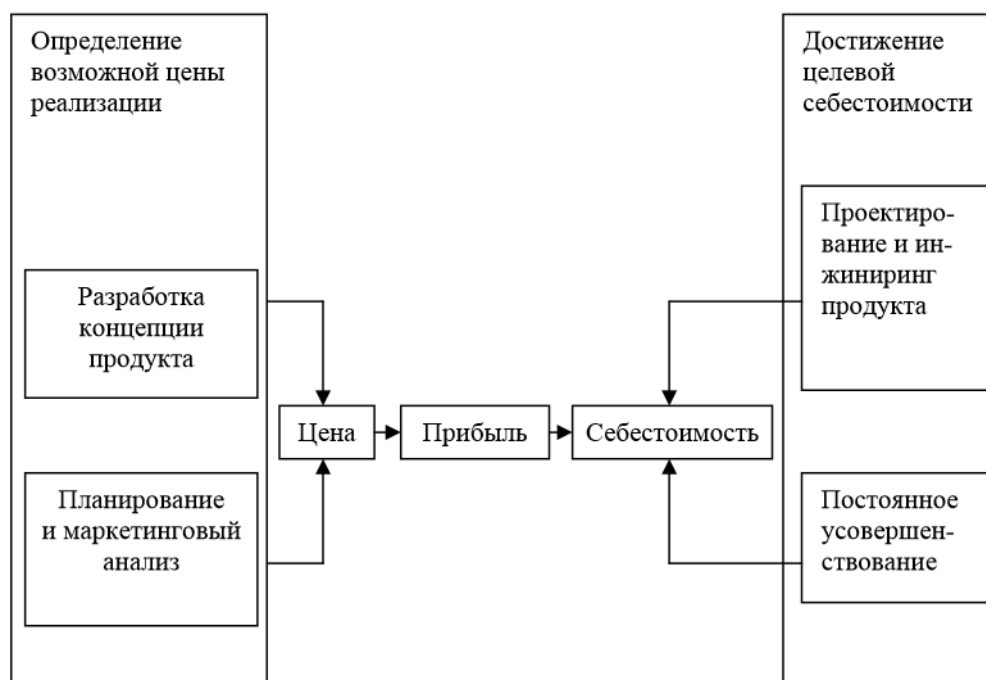 Определение
возможной цены
реализации
Разработка
концепции
продукта
Планирование
и маркетинговый
анализ
Цена
Прибыль
Себестоимость
Достижение
целевой
себестоимости
Проектиро-
вание и ин-
жиниринг
продукта
Постоянное
усовершен-
ствование